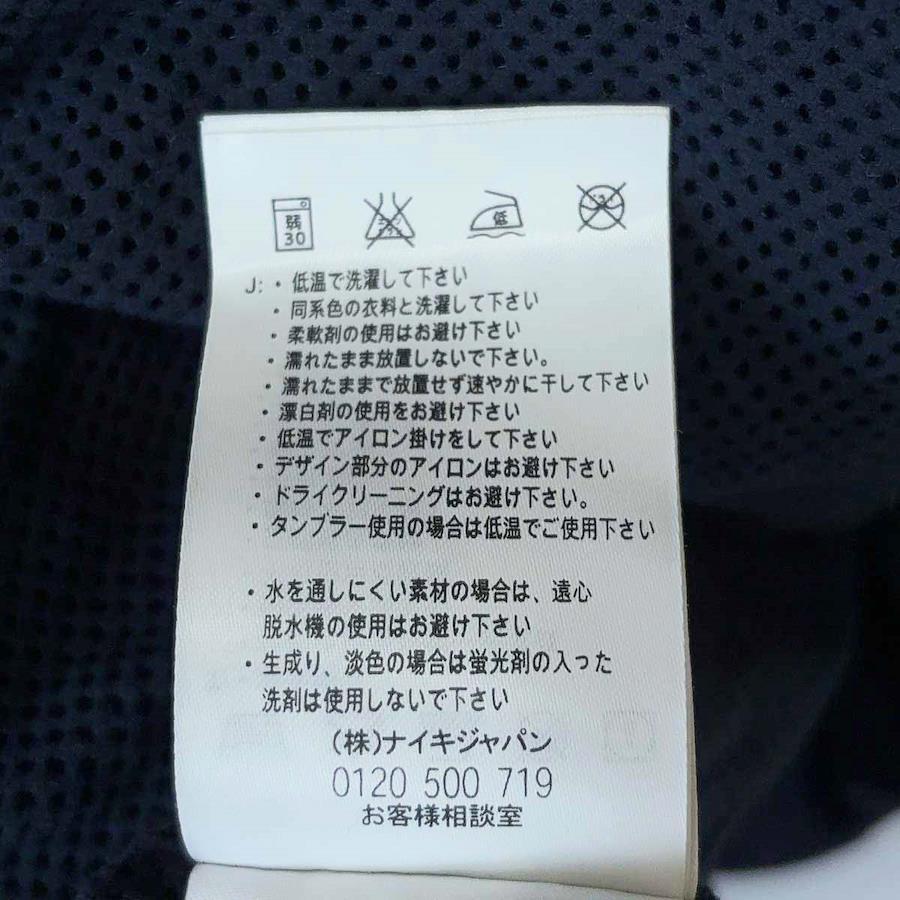 弱
30
低
J: ・低温で洗濯して下さい
・同系色の衣料と洗濯して下さい
・柔軟剤の使用はお避け下さい
・濡れたまま放置しないで下さい。
・濡れたままで放置せず速やかに干して下さい
・漂白剤の使用をお避け下さい
・低温でアイロン掛けをして下さい
・デザイン部分のアイロンはお避け下さい
・ドライクリーニングはお避け下さい。
・タンブラー使用の場合は低温でご使用下さい
・水を通しにくい素材の場合は、遠心
脱水機の使用はお避け下さい
・生成り、淡色の場合は蛍光剤の入った
洗剤は使用しないで下さい
(株)ナイキジャパン
0120 500 719
お客様相談室